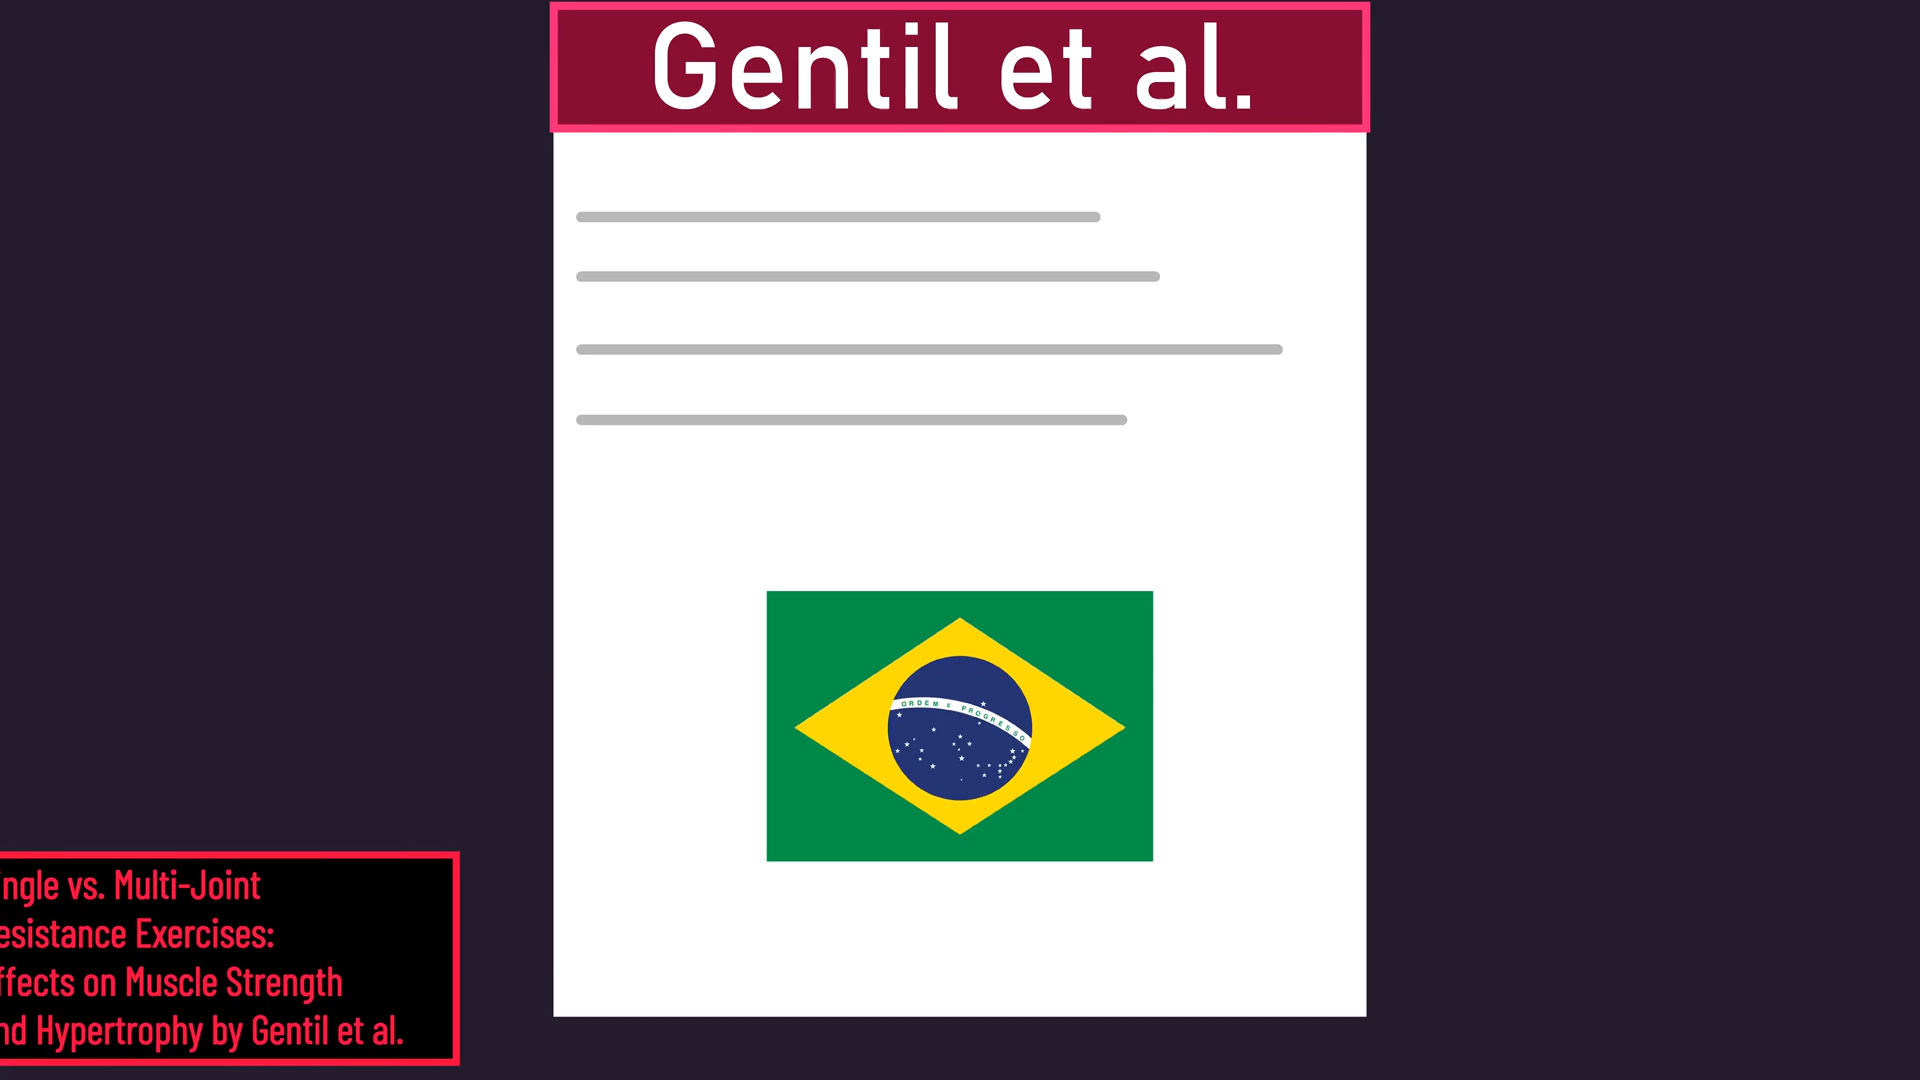 Gentil et al.
ORDEM E PROGRESSO
ingle vs. Multi-Joint
esistance Exercises:
ffects on Muscle Strength
nd Hypertrophy by Gentil et al.